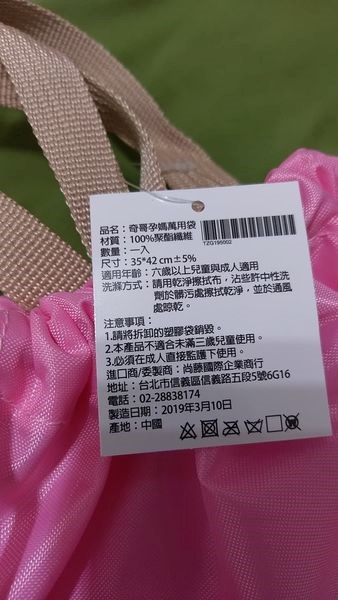 品名：奇哥孕媽萬用袋
材質：100%聚酯纖維
數量：一入
尺寸：35*42 cm ±5%
適用年齡：六歲以上兒童與成人適用
洗滌方式：請用乾淨擦拭布，沾些許中性洗
劑於髒污處擦拭乾淨，並於通風
處晾乾。
TZG195002
注意事項：
1.請將拆卸的塑膠袋銷毀。
2.本產品不適合未滿三歲兒童使用。
3.必須在成人直接監護下使用。
進口商/委製商：尚藤國際企業商行
地址：台北市信義區信義路五段5號6G16
電話：02-28838174
製造日期：2019年3月10日
產地：中國